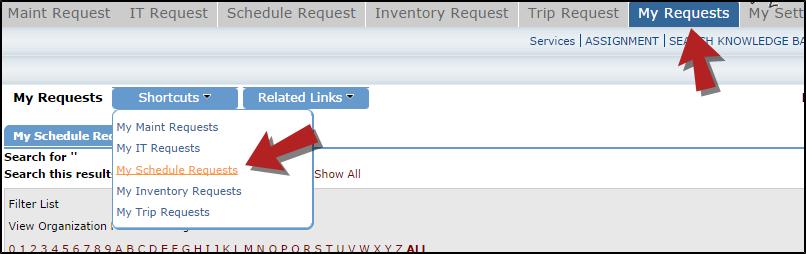 Maint Request IT Request Schedule Request Inventory Request Trip Request My Requests My Sett
Services ASSIGNMENT SEARCH KNOWLEDGE BA
My Requests Shortcuts Related Links
My Maint Requests
My Schedule Req
My IT Requests
Search for ''
My Schedule Requests
Search this result Show All
My Inventory Requests
Filter List
My Trip Requests
View Organization
0 1 2 3 4 5 6 7 8 9 A B C D E F G H I J K L M N O P Q R S T U V W X Y Z ALL